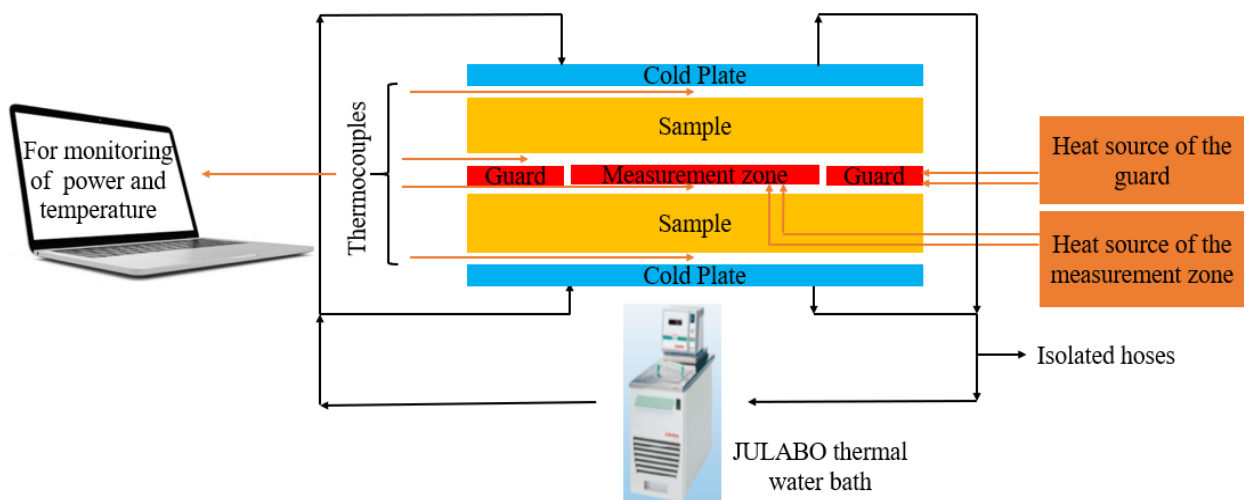 For monitoring
of power and
temperature
Thermocouples
Cold Plate
Sample
Guard
Measurement zone
Guard
Sample
Cold Plate
Heat source of the
guard
Heat source of the
measurement zone
Isolated hoses
JULABO thermal
water bath